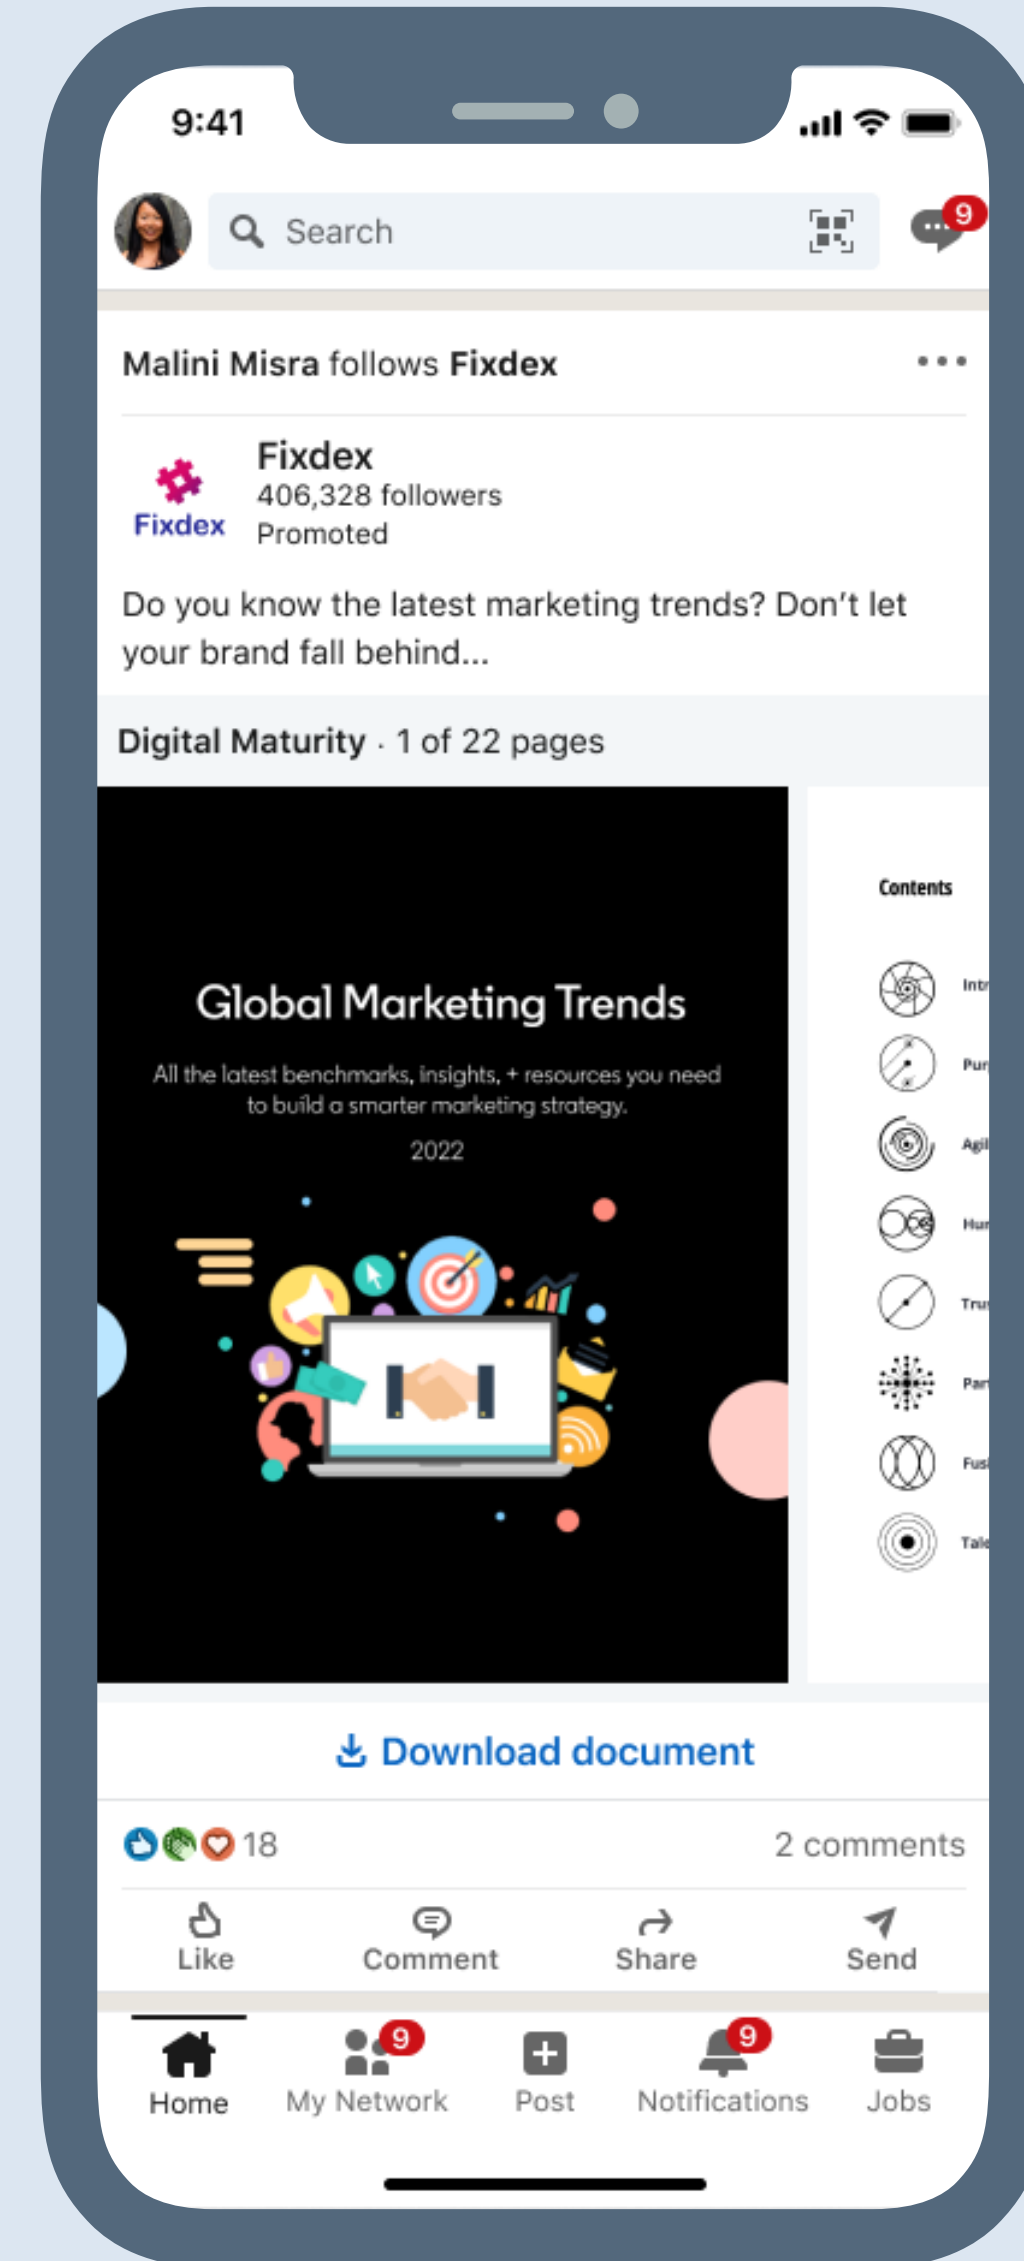 9:41
Search
9
Malini Misra follows Fixdex
Fixdex
Fixdex
406,328 followers
Promoted
Do you know the latest marketing trends? Don’t let
your brand fall behind...
Digital Maturity · 1 of 22 pages
Global Marketing Trends
All the latest benchmarks, insights, + resources you need
to build a smarter marketing strategy.
2022
Contents
Download document
18
2 comments
Like
Comment
Share
Send
9
9
Home
My Network
Post
Notifications
Jobs